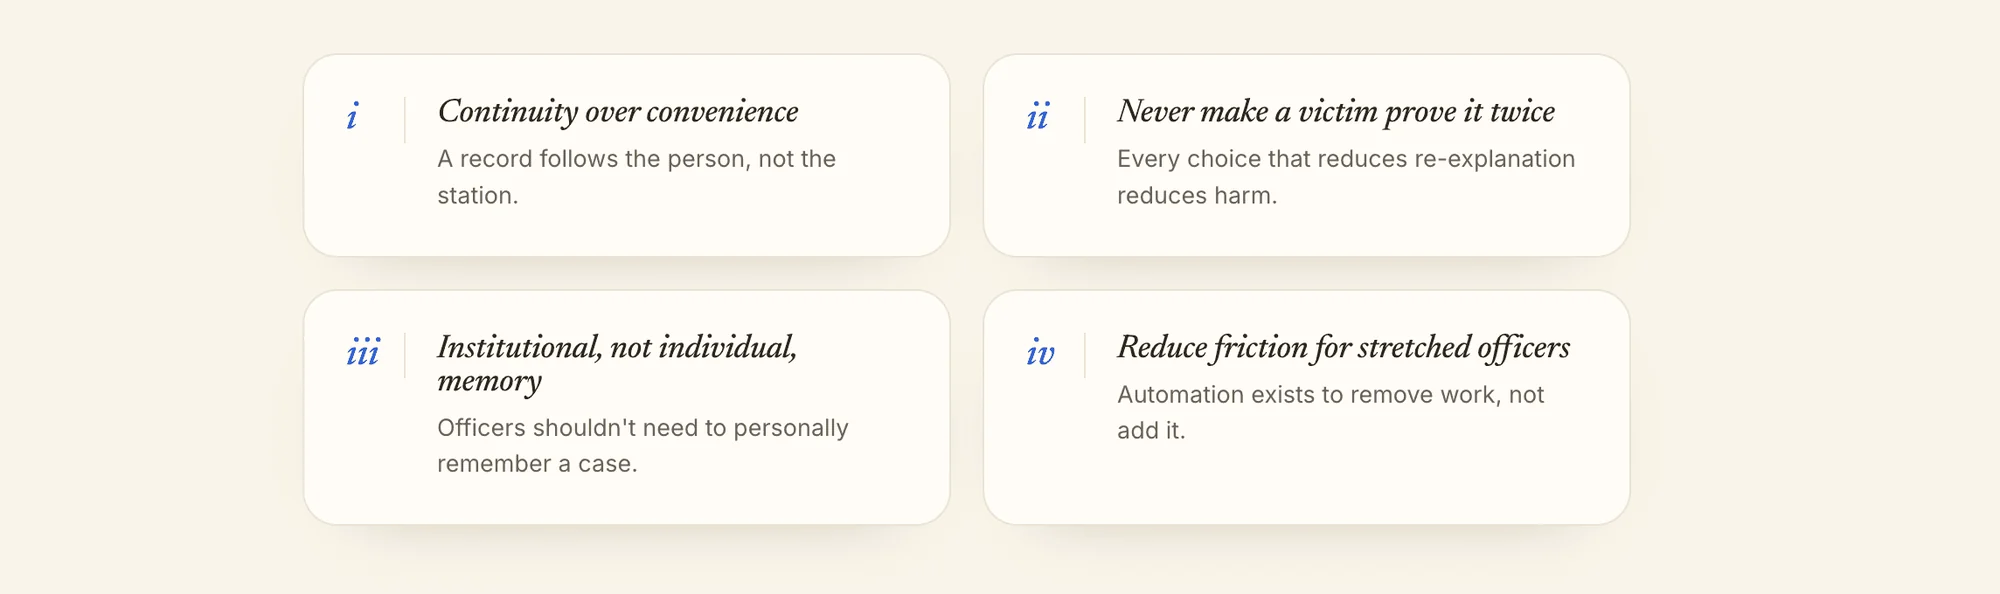 i
Continuity over convenience
A record follows the person, not the
station.
ii
Never make a victim prove it twice
Every choice that reduces re-explanation
reduces harm.
iii
Institutional, not individual,
memory
Officers shouldn't need to personally
remember a case.
iv
Reduce friction for stretched officers
Automation exists to remove work, not
add it.